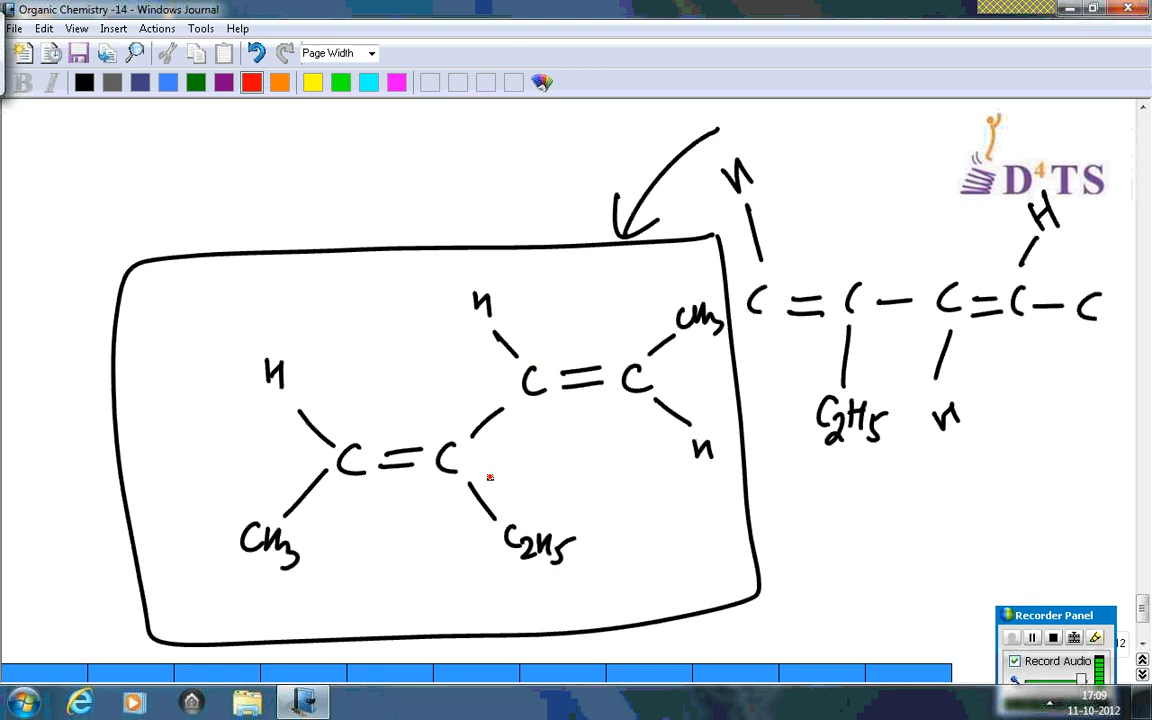 Organic Chemistry -14 - Windows Journal
File Edit View Insert Actions Tools Help
Page Width
B I
D4TS
H
H
C = C - C = C - C
C2H5 H
H CH3
C = C
H
H
C = C
CH3 C2H5
Recorder Panel
12
Record Audio
17:09
11-10-2012